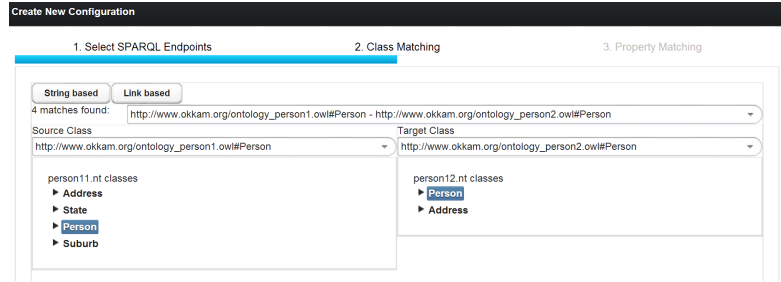 Create New Configuration
1. Select SPARQL Endpoints 2. Class Matching 3. Property Matching
String based Link based
4 matches found: http://www.okkam.org/ontology_person1.owl#Person - http://www.okkam.org/ontology_person2.owl#Person
Source Class Target Class
http://www.okkam.org/ontology_person1.owl#Person http://www.okkam.org/ontology_person2.owl#Person
person11.nt classes person12.nt classes
Address Person
State Address
Person
Suburb